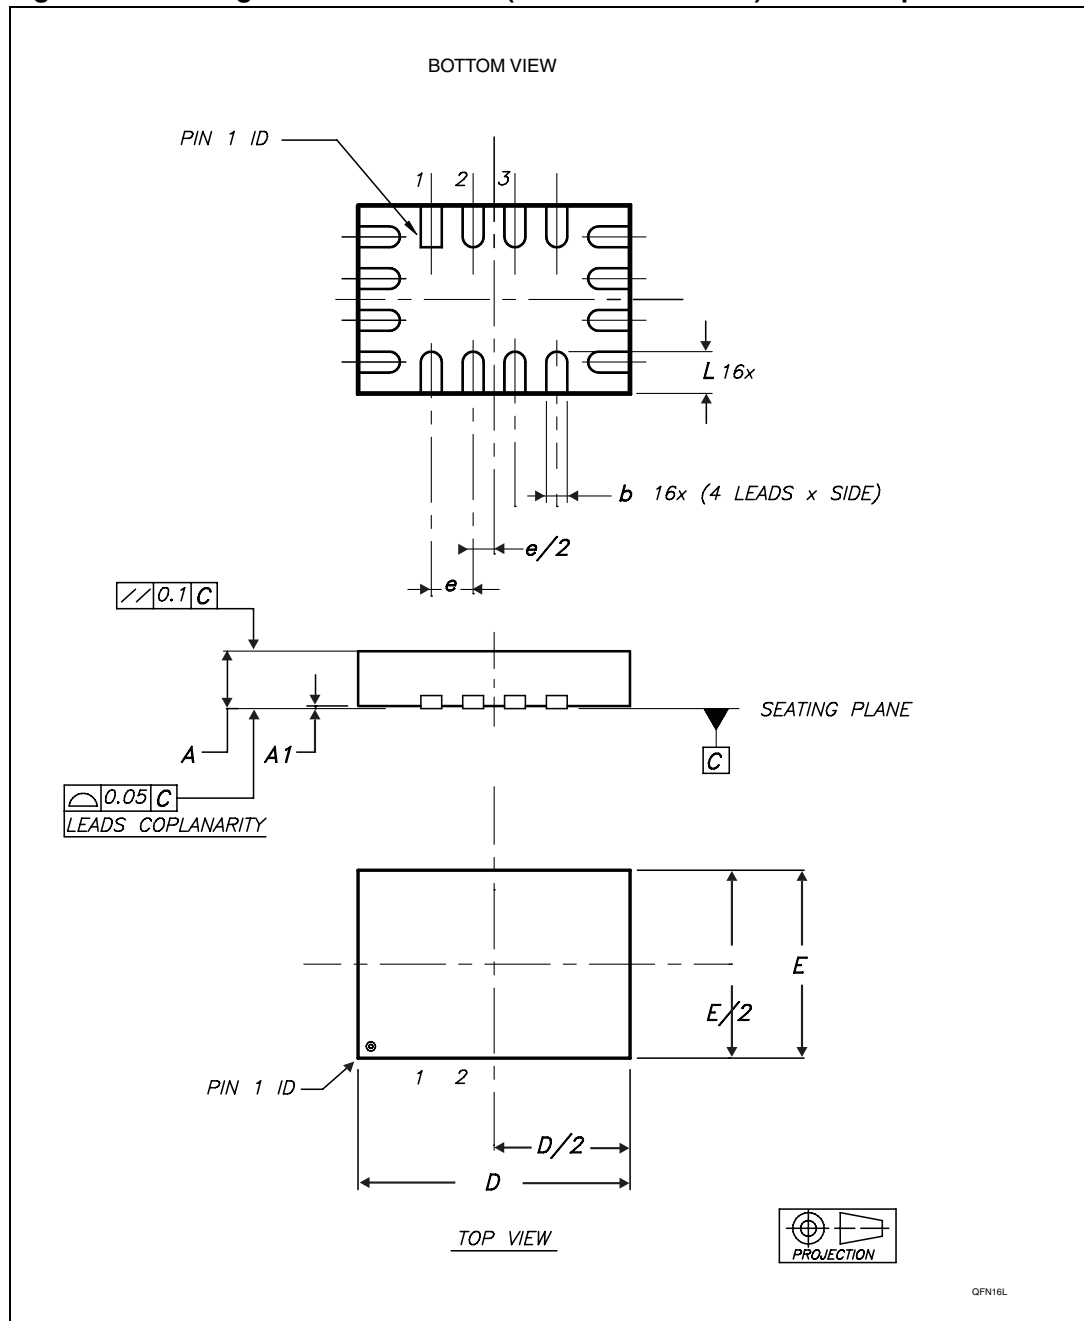 BOTTOM VIEW
PIN 1 ID
1 2 3
L 16x
b 16x (4 LEADS x SIDE)
e/2
e
// 0.1 C
SEATING PLANE
A A1
C
0.05 C
LEADS COPLANARITY
E
E/2
1 2
PIN 1 ID
D/2
D
TOP VIEW
PROJECTION
QFN16L